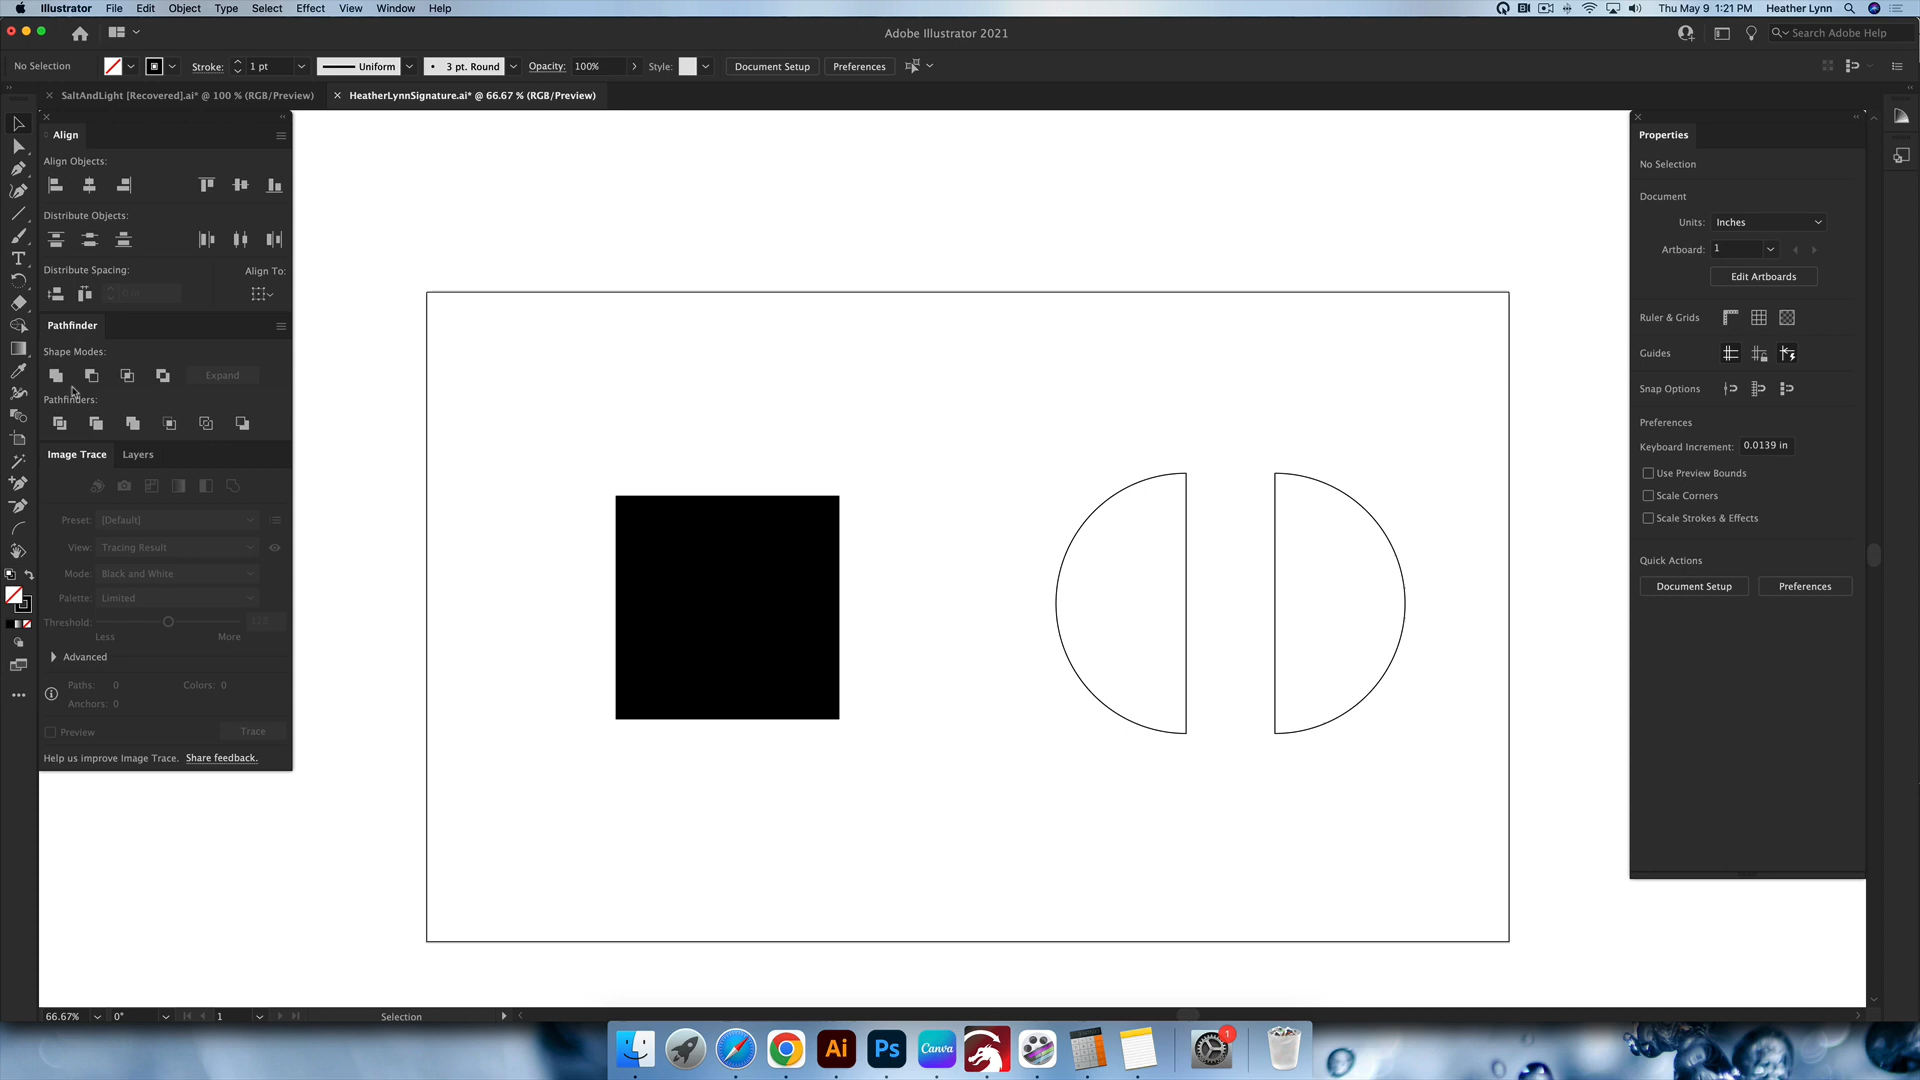 Illustrator File Edit Object Type Select Effect View Window Help
Thu May 9 1:21 PM Heather Lynn
Adobe Illustrator 2021
Search Adobe Help
No Selection
Stroke: 1 pt
Uniform
3 pt. Round
Opacity: 100%
Style:
Document Setup
Preferences
SaltAndLight [Recovered].ai* @ 100 % (RGB/Preview)
HeatherLynnSignature.ai* @ 66.67 % (RGB/Preview)
Align
Align Objects:
Distribute Objects:
Distribute Spacing:
Align To:
0 in
Pathfinder
Shape Modes:
Expand
Pathfinders:
Image Trace Layers
Preset: [Default]
View: Tracing Result
Mode: Black and White
Palette: Limited
Threshold:
Less More
Advanced
Paths: 0 Colors: 0
Anchors: 0
Preview
Trace
Help us improve Image Trace. Share feedback.
Properties
No Selection
Document
Units: Inches
Artboard: 1
Edit Artboards
Ruler & Grids
Guides
Snap Options
Preferences
Keyboard Increment: 0.0139 in
Use Preview Bounds
Scale Corners
Scale Strokes & Effects
Quick Actions
Document Setup
Preferences
66.67% 0° 1 Selection
Ai
Ps
Canva
1